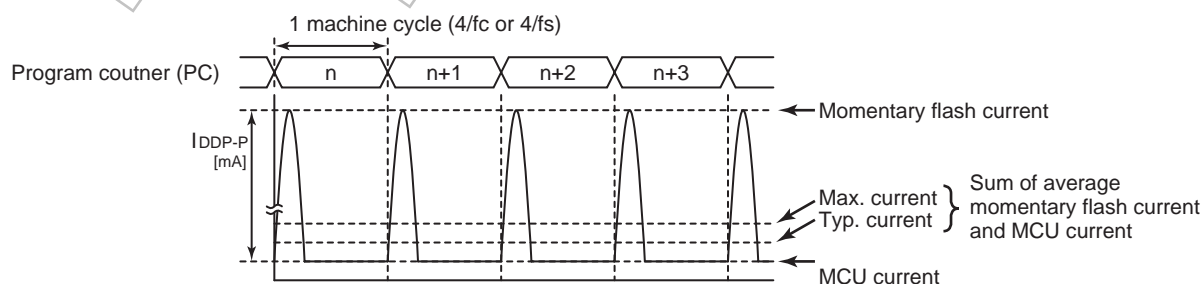 1 machine cycle (4/fc or 4/fs)
Program coutner (PC)
n
n+1
n+2
n+3
Momentary flash current
IDDP-P
[mA]
Max. current
Typ. current
Sum of average
momentary flash current
and MCU current
MCU current